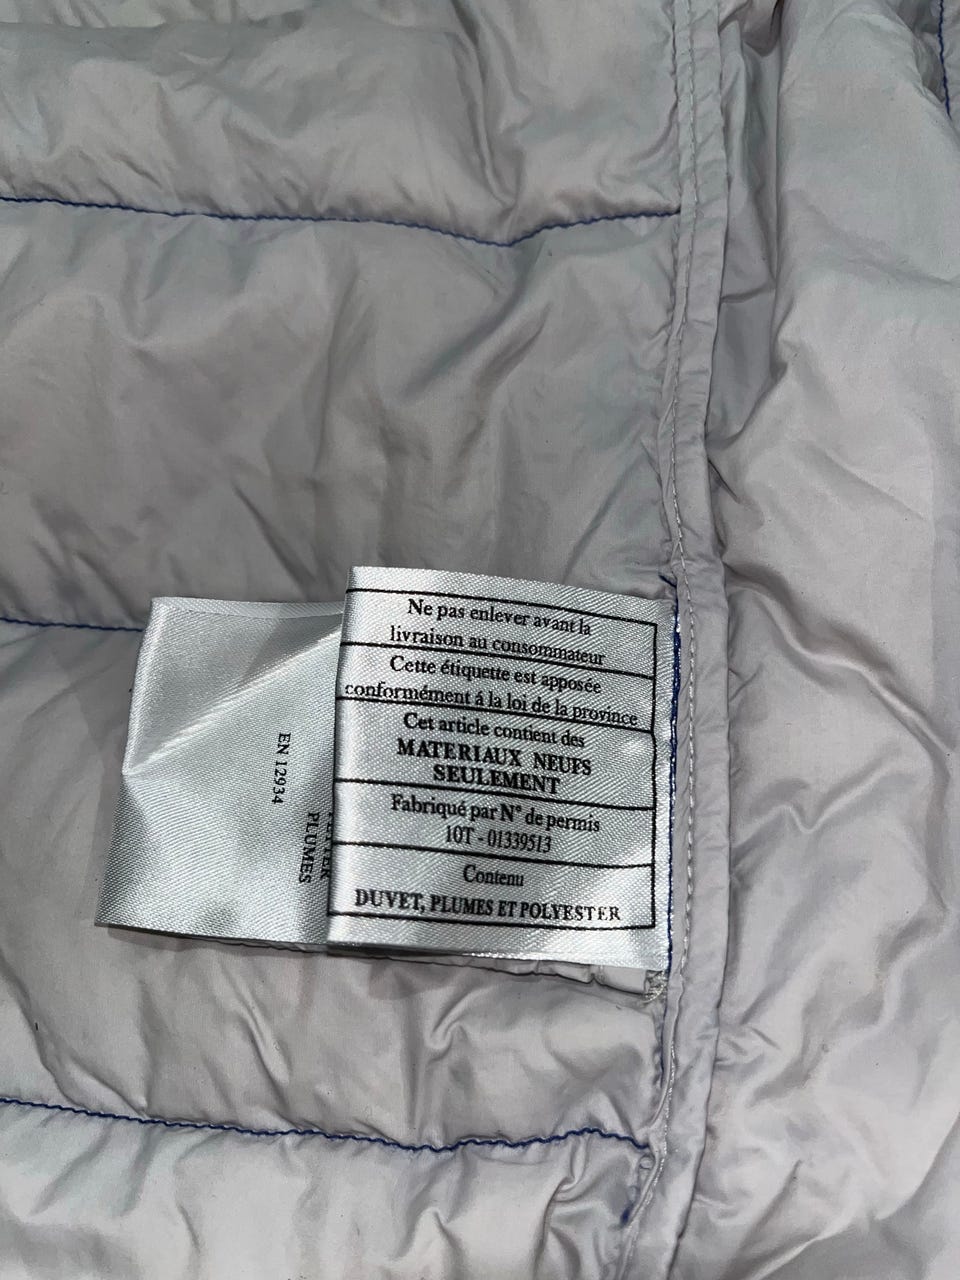 Ne pas enlever avant la
livraison au consommateur
Cette étiquette est apposée
conformément á la loi de la province
Cet article contient des
MATERIAUX NEUFS
SEULEMENT
Fabriqué par N° de permis
10T - 01339513
Contenu
DUVET, PLUMES ET POLYESTER
EN 12934
PLUMES